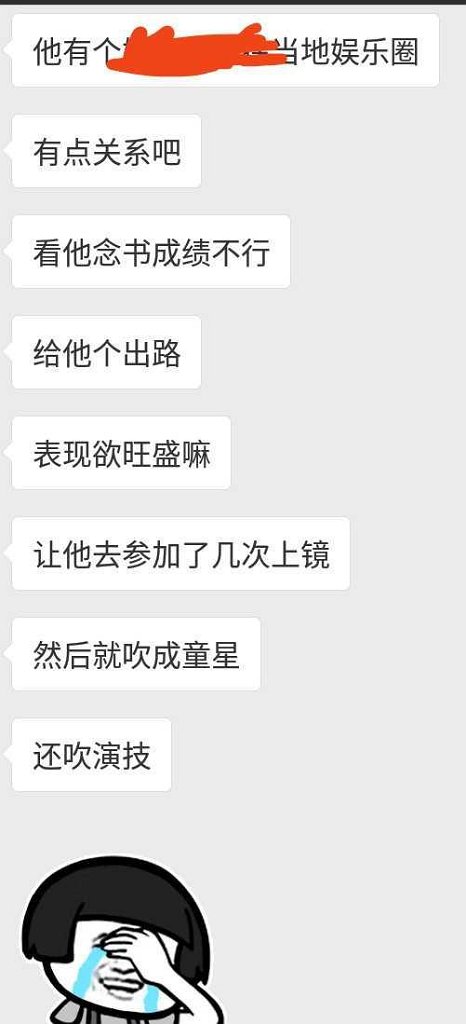 他有个当地娱乐圈
有点关系吧
看他念书成绩不行
给他个出路
表现欲旺盛嘛
让他去参加了几次上镜
然后就吹成童星
还吹演技